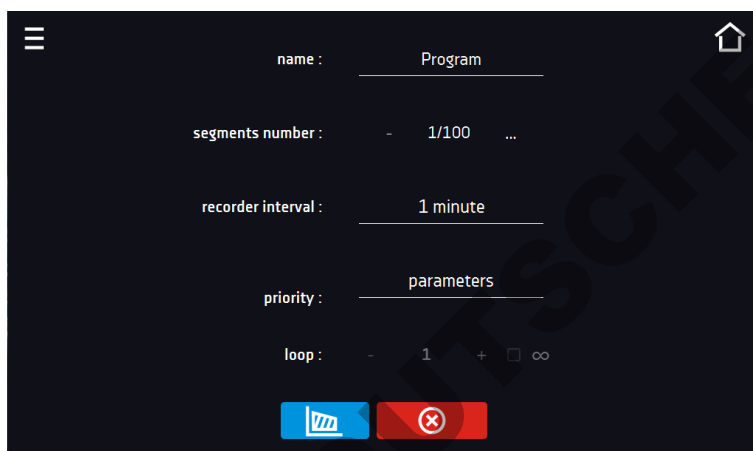 name : Program
segments number : - 1/100 ...
recorder interval : 1 minute
priority : parameters
loop : - 1 + ∞